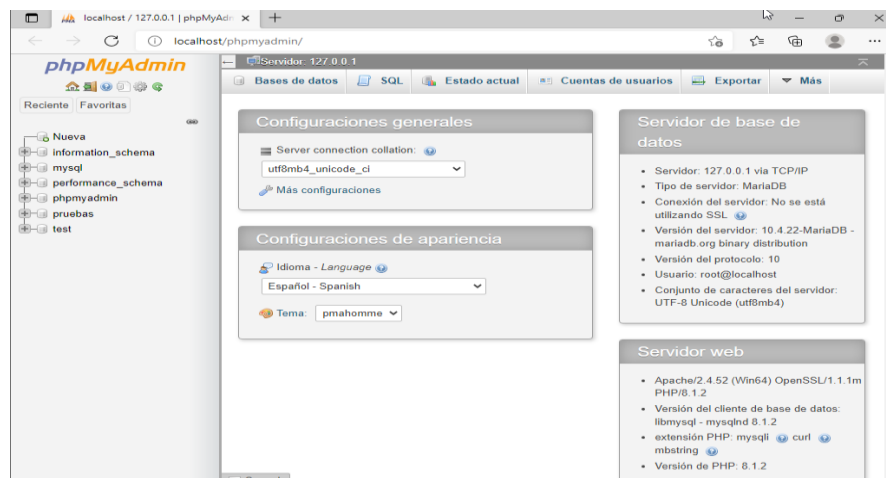 localhost / 127.0.0.1 | phpMyAdm
localhost/phpmyadmin/
phpMyAdmin
Reciente Favoritas
Nueva
information_schema
mysql
performance_schema
phpmyadmin
pruebas
test
Servidor: 127.0.0.1
Bases de datos SQL Estado actual Cuentas de usuarios Exportar Más
Configuraciones generales
Server connection collation:
utf8mb4_unicode_ci
Más configuraciones
Configuraciones de apariencia
Idioma - Language
Español - Spanish
Tema: pmahomme
Servidor de base de
datos
Servidor: 127.0.0.1 via
TCP/IP
Tipo de servidor: MariaDB
Conexión del servidor: No se está
utilizando SSL
Versión del servidor: 10.4.22-MariaDB -
mariadb.org binary distribution
Versión del protocolo: 10
Usuario: root@localhost
Conjunto de caracteres del servidor:
UTF-8 Unicode (utf8mb4)
Servidor web
Apache/2.4.52 (Win64) OpenSSL/1.1.1m
PHP/8.1.2
Versión del cliente de base de datos:
libmysql - mysqlnd 8.1.2
extensión PHP: mysqli curl
mbstring
Versión de PHP: 8.1.2